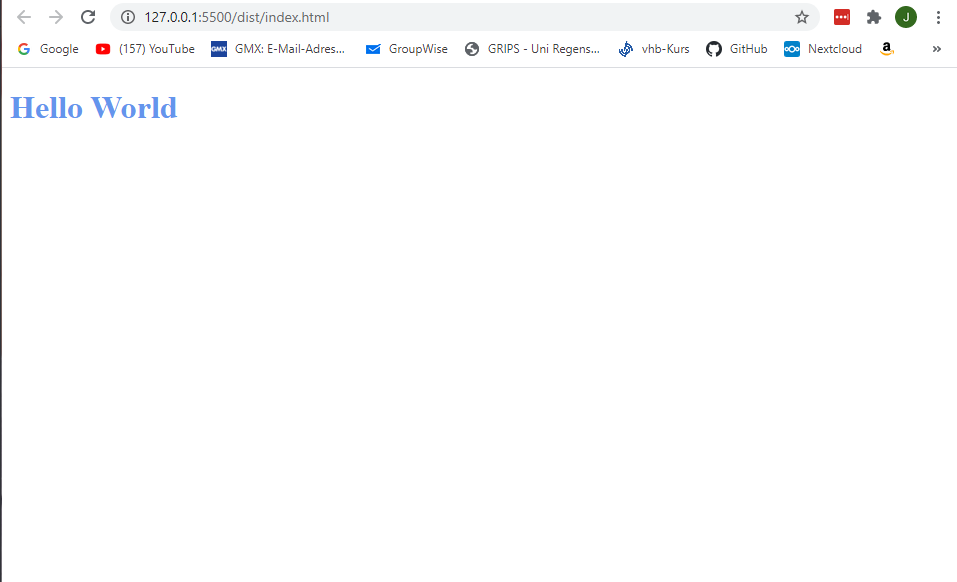 127.0.0.1:5500/dist/index.html
J
Google (157) YouTube GMX GMX: E-Mail-Adres... GroupWise GRIPS - Uni Regens... vhb-Kurs GitHub Nextcloud a »
Hello World